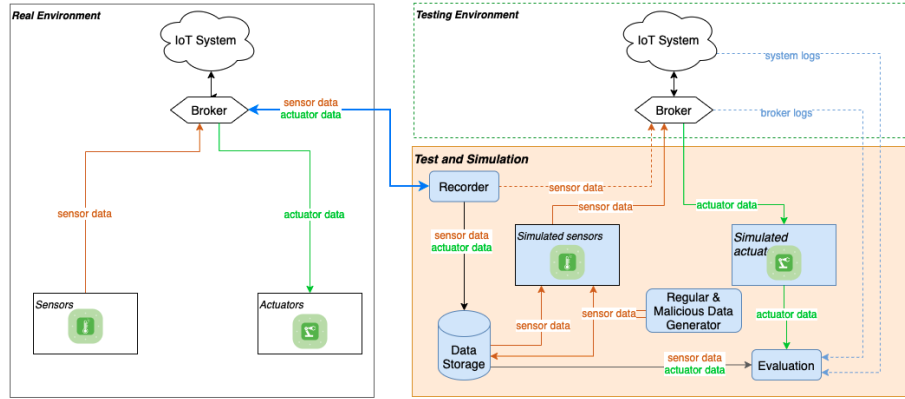 Real Environment
IoT System
Broker
sensor data
actuator data
sensor data
actuator data
Sensors
Actuators
Testing Environment
IoT System
system logs
Broker
broker logs
Test and Simulation
Recorder
sensor data
sensor data
actuator data
sensor data
actuator data
Simulated sensors
Simulated
actuat
Regular &
Malicious Data
Generator
sensor data
sensor data
actuator data
Data
Storage
sensor data
actuator data
Evaluation